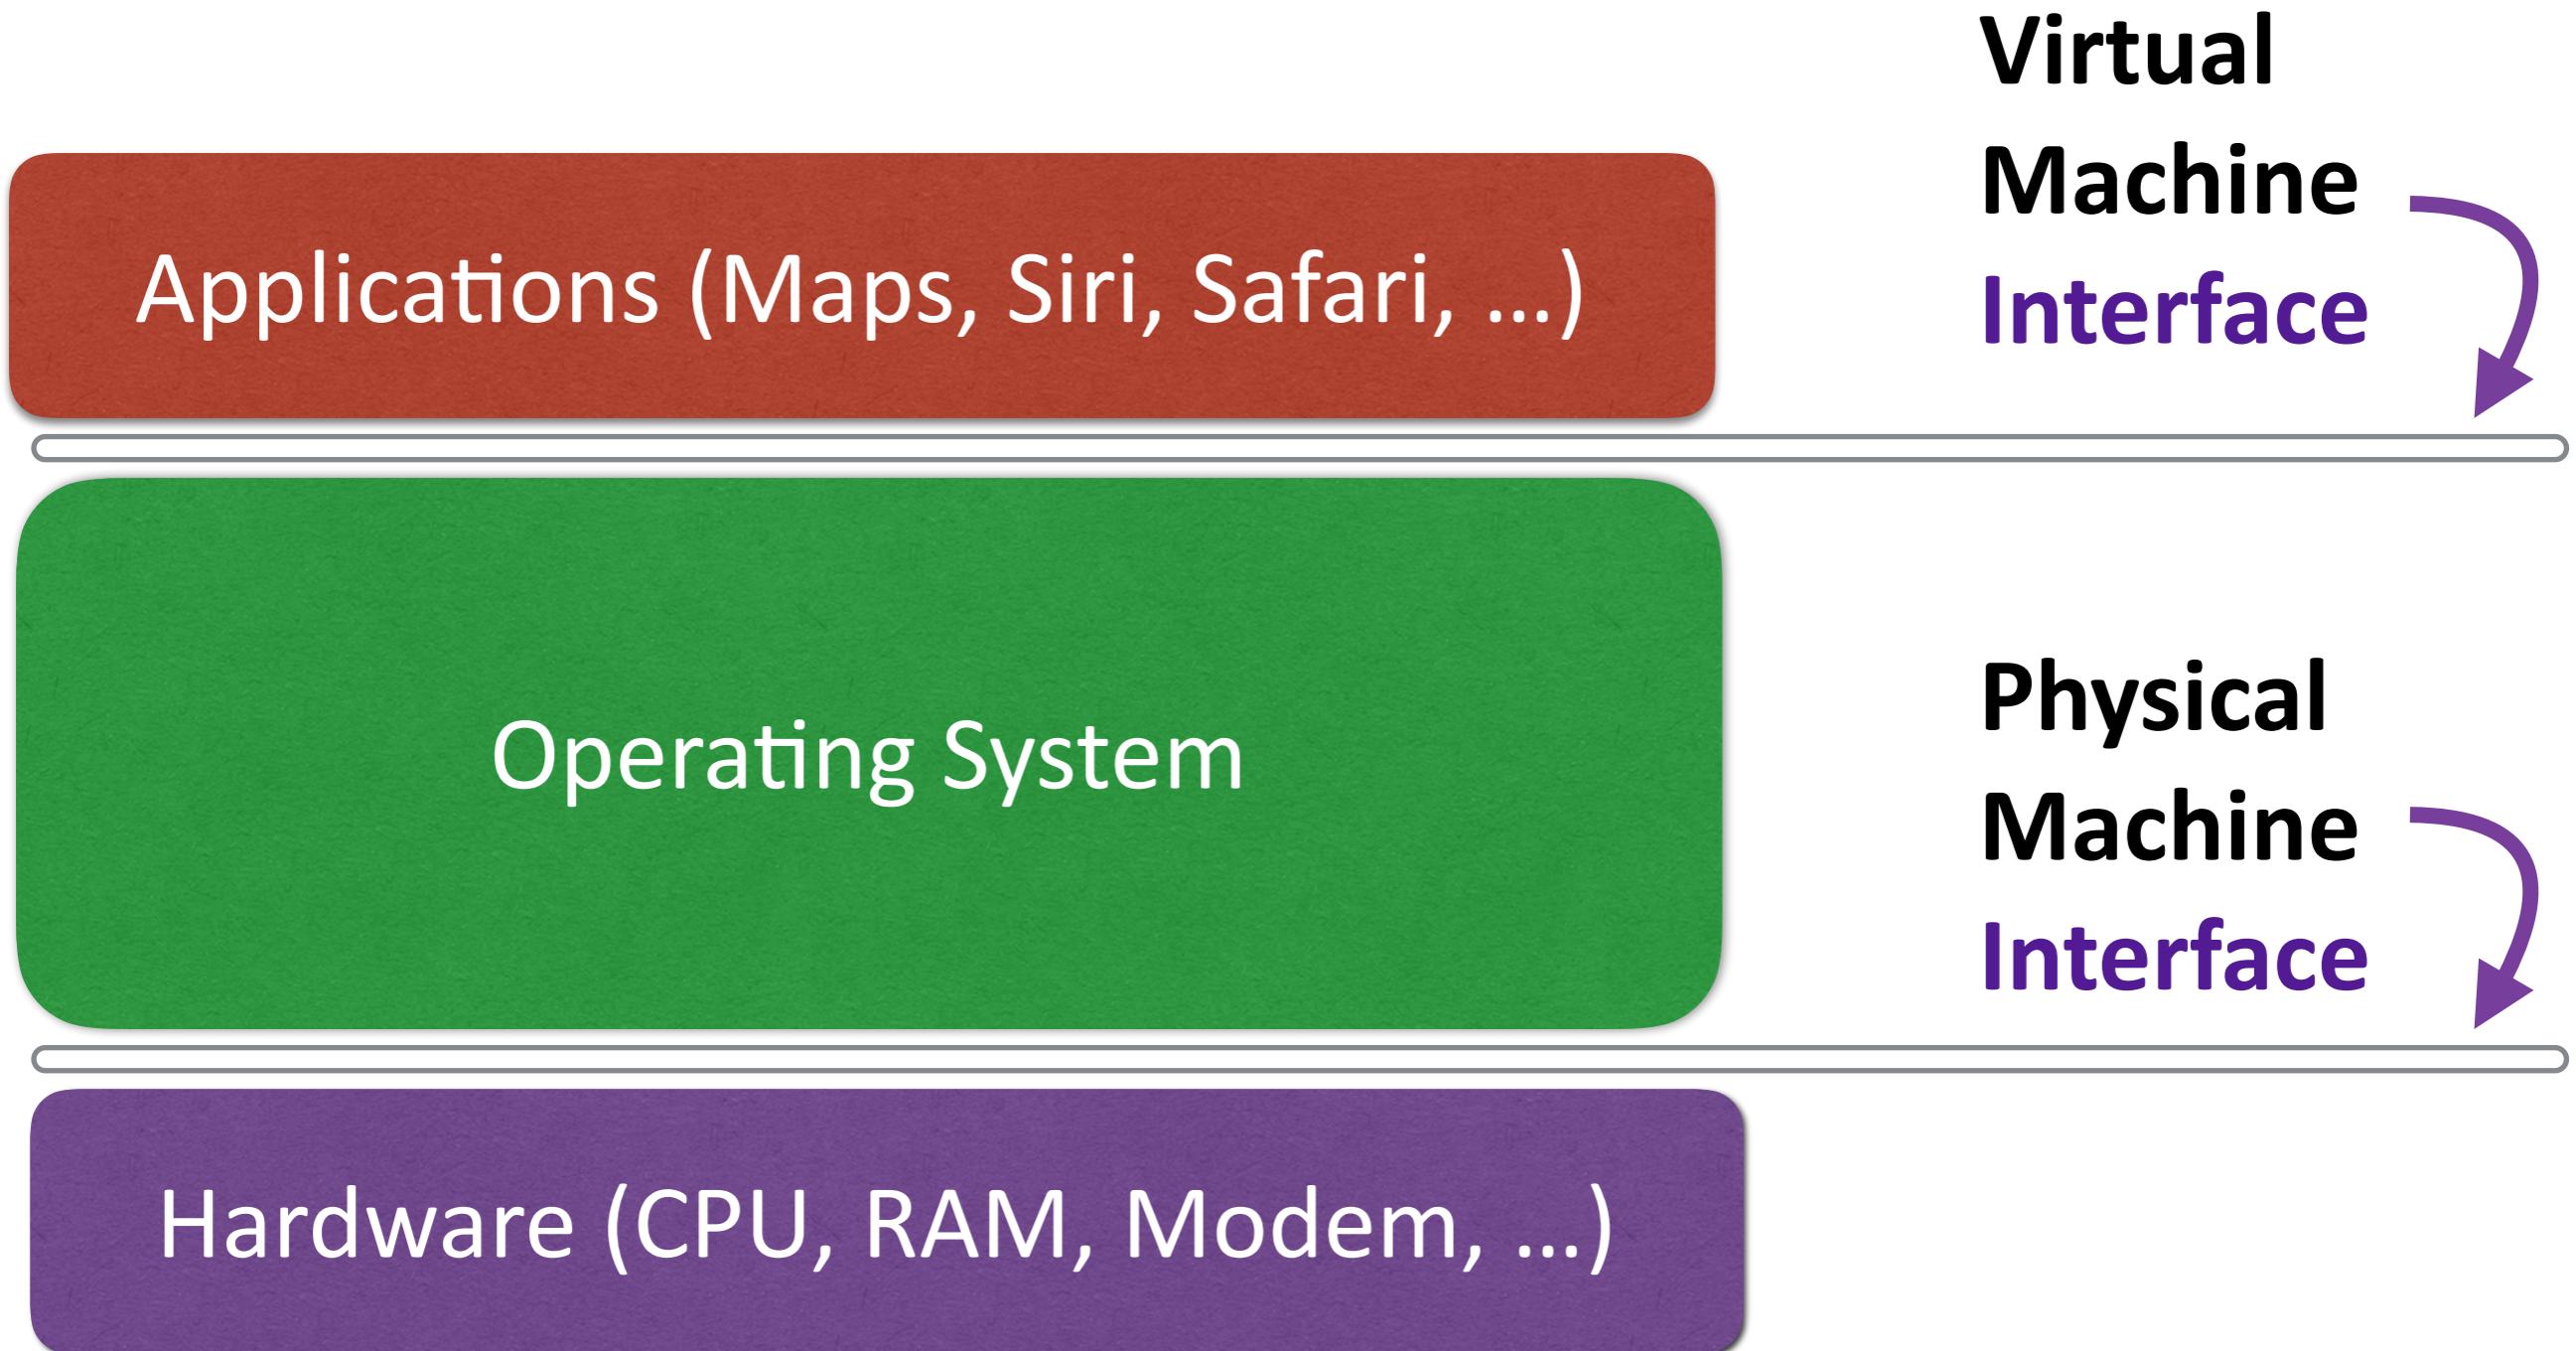 Virtual
Machine
Interface
Applications (Maps, Siri, Safari, ...)
Operating System
Physical
Machine
Interface
Hardware (CPU, RAM, Modem, ...)